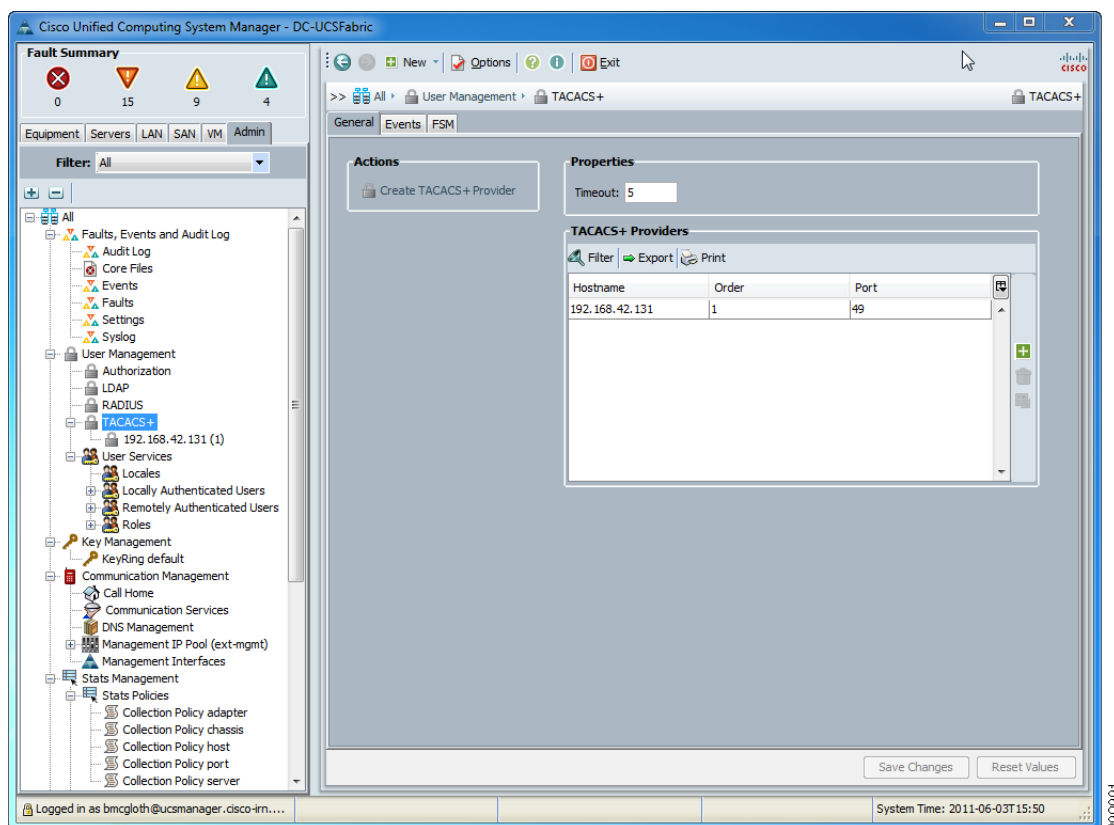 Cisco Unified Computing System Manager - DC-UCSFabric
Fault Summary
0 15 9 4
New Options Exit
cisco
>> All User Management TACACS+ TACACS+
Equipment Servers LAN SAN VM Admin
General Events FSM
Filter: All
All
Faults, Events and Audit Log
Audit Log
Core Files
Events
Faults
Settings
Syslog
User Management
Authorization
LDAP
RADIUS
TACACS+
192.168.42.131 (1)
User Services
Locales
Locally Authenticated Users
Remotely Authenticated Users
Roles
Key Management
KeyRing default
Communication Management
Call Home
Communication Services
DNS Management
Management IP Pool (ext-mgmt)
Management Interfaces
Stats Management
Stats Policies
Collection Policy adapter
Collection Policy chassis
Collection Policy host
Collection Policy port
Collection Policy server
Actions
Create TACACS+ Provider
Properties
Timeout: 5
TACACS+ Providers
Filter Export Print
Hostname Order Port
192.168.42.131 1 49
Save Changes Reset Values
Logged in as bmcgloth@ucsmanager.cisco-irn....
System Time: 2011-06-03T15:50